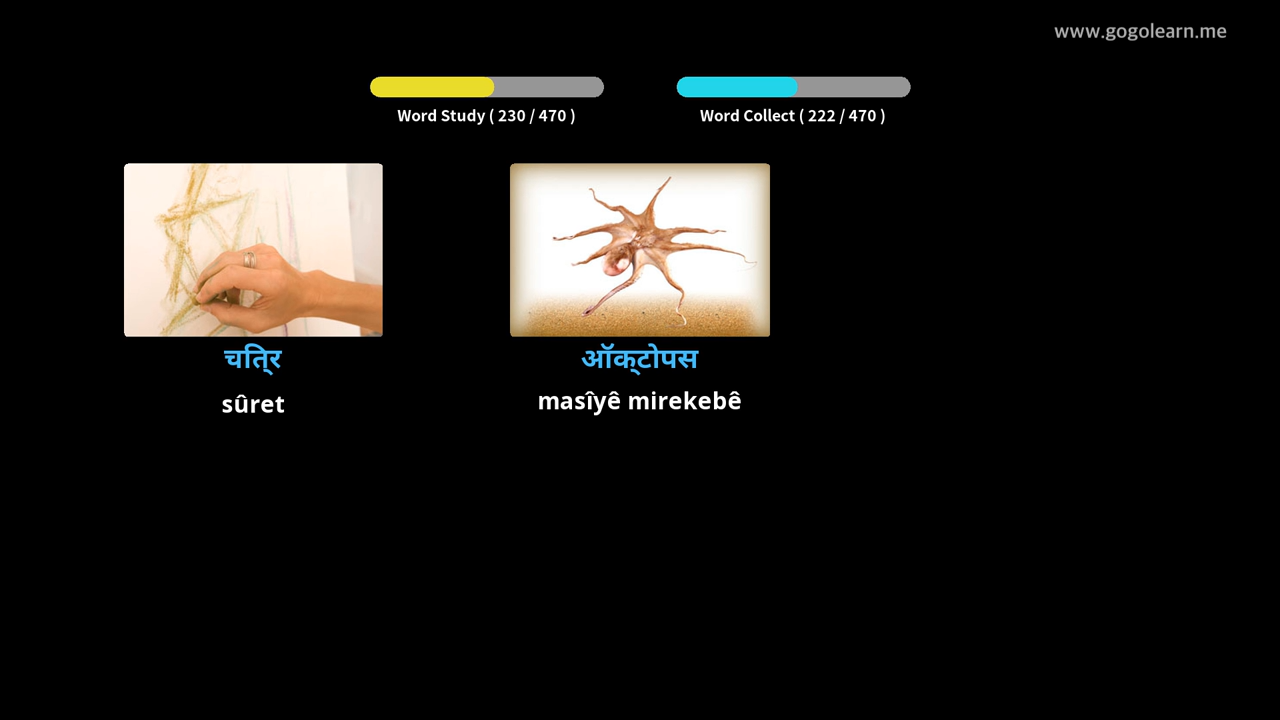 www.gogolearn.me
Word Study ( 230 / 470 )
Word Collect ( 222 / 470 )
चित्र
ऑक्टोपस
sûret
masîyê mirekebê